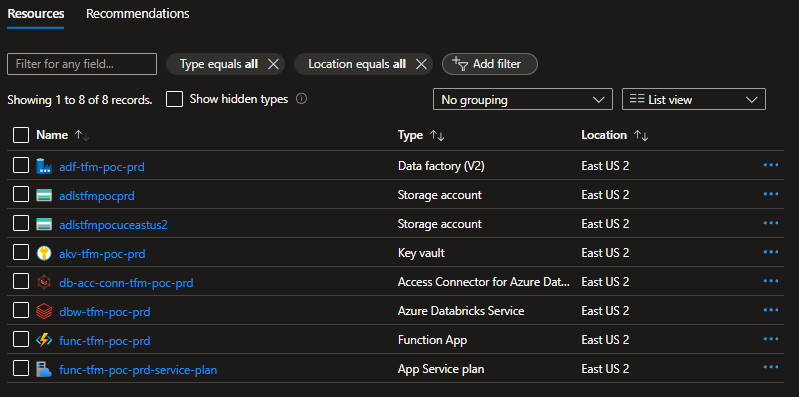 Resources Recommendations
Filter for any field... Type equals all Location equals all Add filter
Showing 1 to 8 of 8 records. Show hidden types No grouping List view
Name Type Location
adf-tfm-poc-prd Data factory (V2) East US 2
adlstfmpocprd Storage account East US 2
adlstfmpocuceastus2 Storage account East US 2
akv-tfm-poc-prd Key vault East US 2
db-acc-conn-tfm-poc-prd Access Connector for Azure Dat... East US 2
dbw-tfm-poc-prd Azure Databricks Service East US 2
func-tfm-poc-prd Function App East US 2
func-tfm-poc-prd-service-plan App Service plan East US 2